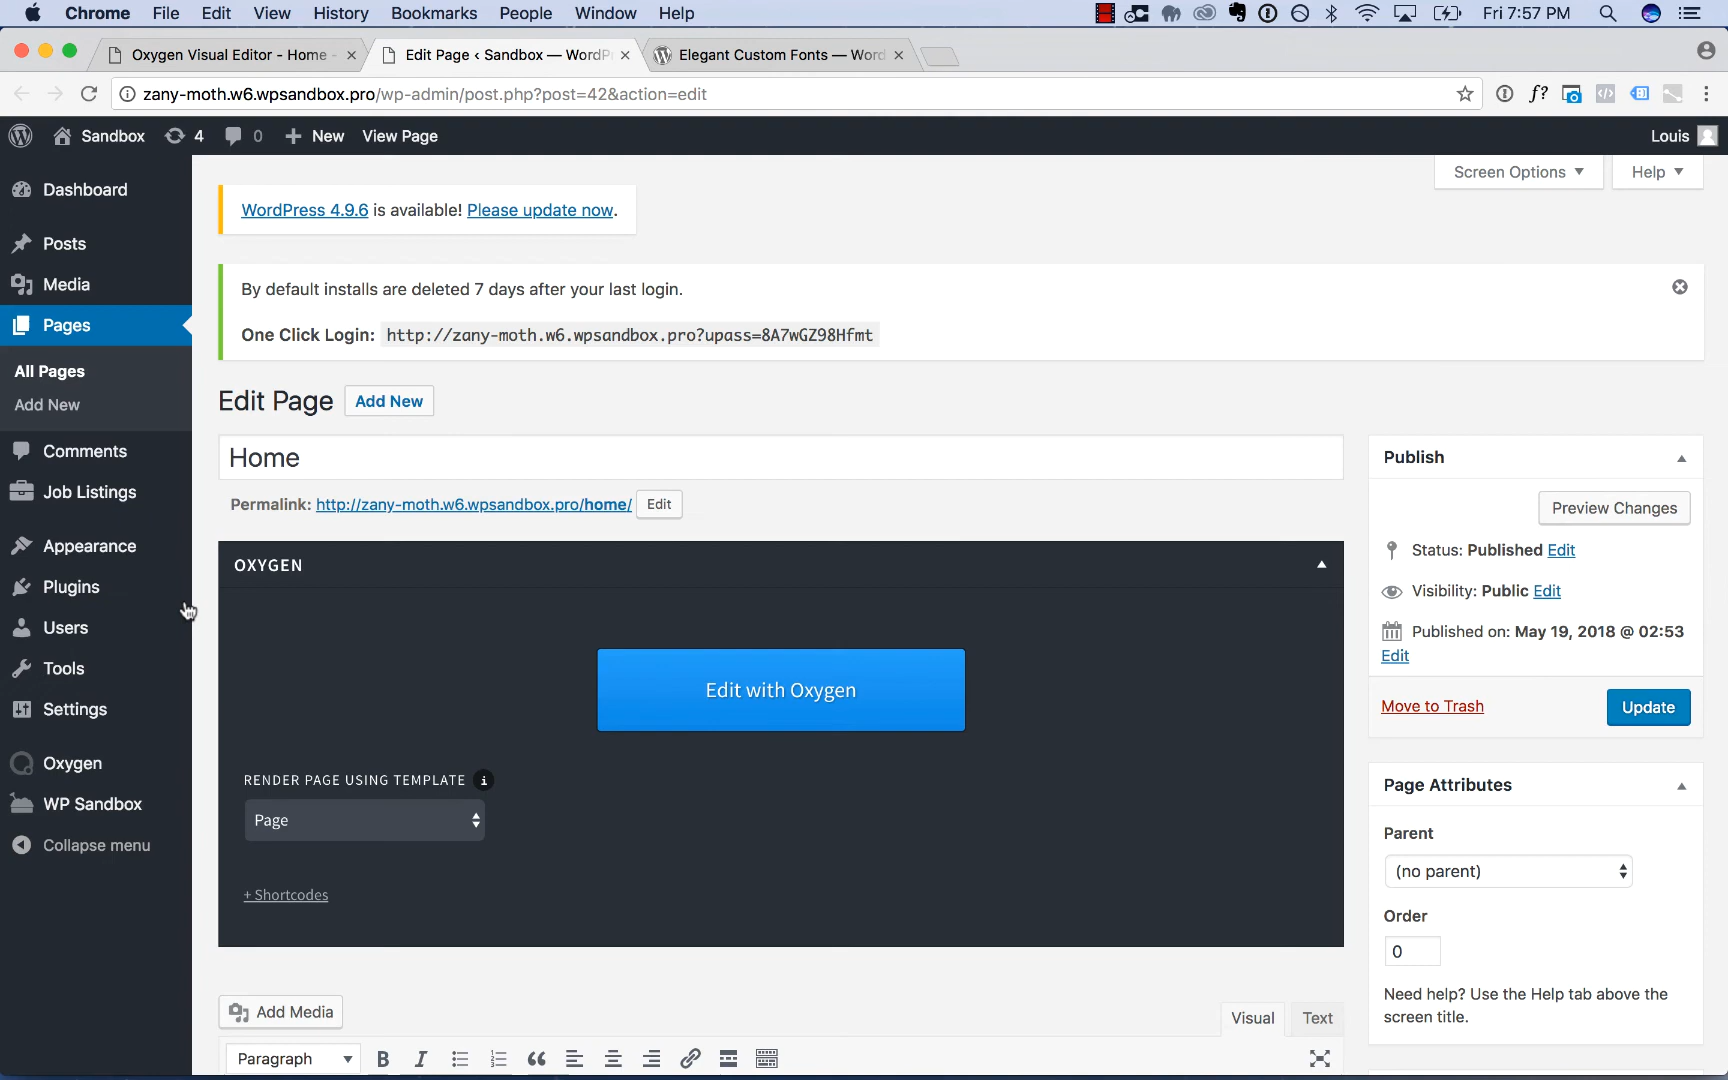 Chrome File Edit View History Bookmarks People Window Help Fri 7:57 PM
Oxygen Visual Editor - Home - Edit Page ‹ Sandbox — WordP Elegant Custom Fonts — Word
zany-moth.w6.wpsandbox.pro/wp-admin/post.php?post=42&action=edit f?
Sandbox 4 0 New View Page Louis
Screen Options Help
Dashboard
Posts
Media
Pages
All Pages
Add New
Comments
Job Listings
Appearance
Plugins
Users
Tools
Settings
Oxygen
WP Sandbox
Collapse menu
WordPress 4.9.6 is available! Please update now.
By default installs are deleted 7 days after your last login.
One Click Login: http://zany-moth.w6.wpsandbox.pro?upass=8A7wGZ98Hfmt
Edit Page Add New
Home
Permalink: http://zany-moth.w6.wpsandbox.pro/home/ Edit
OXYGEN
Edit with Oxygen
RENDER PAGE USING TEMPLATE i
Page
+ Shortcodes
Add Media
Visual Text
Paragraph B I
Publish
Preview Changes
Status: Published Edit
Visibility: Public Edit
Published on: May 19, 2018 @ 02:53
Edit
Move to Trash Update
Page Attributes
Parent
(no parent)
Order
0
Need help? Use the Help tab above the
screen title.